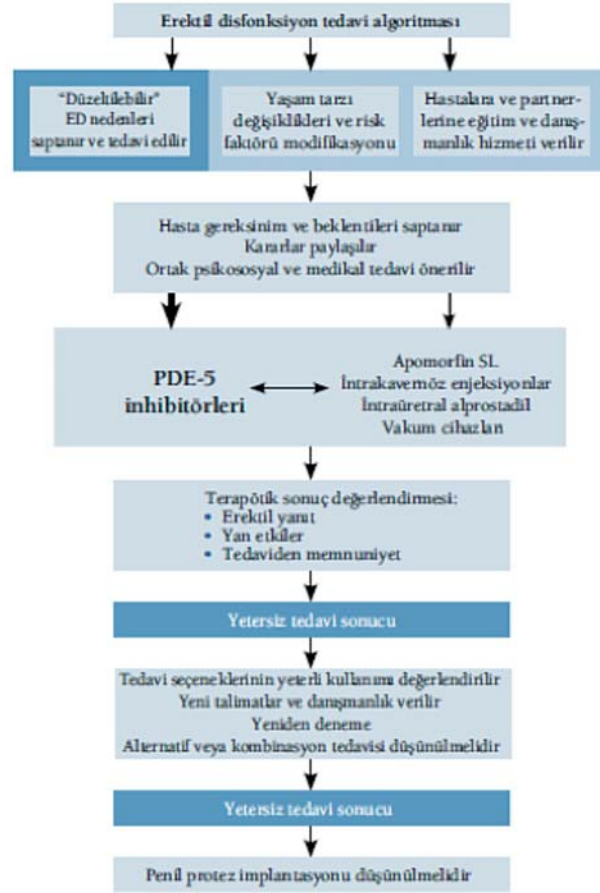 Erektil disfonksiyon tedavi algoritması
"Düzeltilebilir"
ED nedenleri
saptanır ve tedavi edilir
Yaşam tarzı
değişiklikleri ve risk
faktörü modifikasyonu
Hastalara ve partner-
lerine eğitim ve danış-
manlık hizmeti verilir
Hasta gereksinim ve beklentileri saptanır
Kararlar paylaşılır
Ortak psikososyal ve medikal tedavi önerilir
PDE-5
inhibitörleri
Apomorfin SL
İntrakavernöz enjeksiyonlar
İntraüretral alprostadil
Vakum cihazları
Terapötik sonuç değerlendirmesi:
• Erektil yanıt
• Yan etkiler
• Tedaviden memnuniyet
Yetersiz tedavi sonucu
Tedavi seçeneklerinin yeterli kullanımı değerlendirilir
Yeni talimatlar ve danışmanlık verilir
Yeniden deneme
Alternatif veya kombinasyon tedavisi düşünülmelidir
Yetersiz tedavi sonucu
Penil protez implantasyonu düşünülmelidir